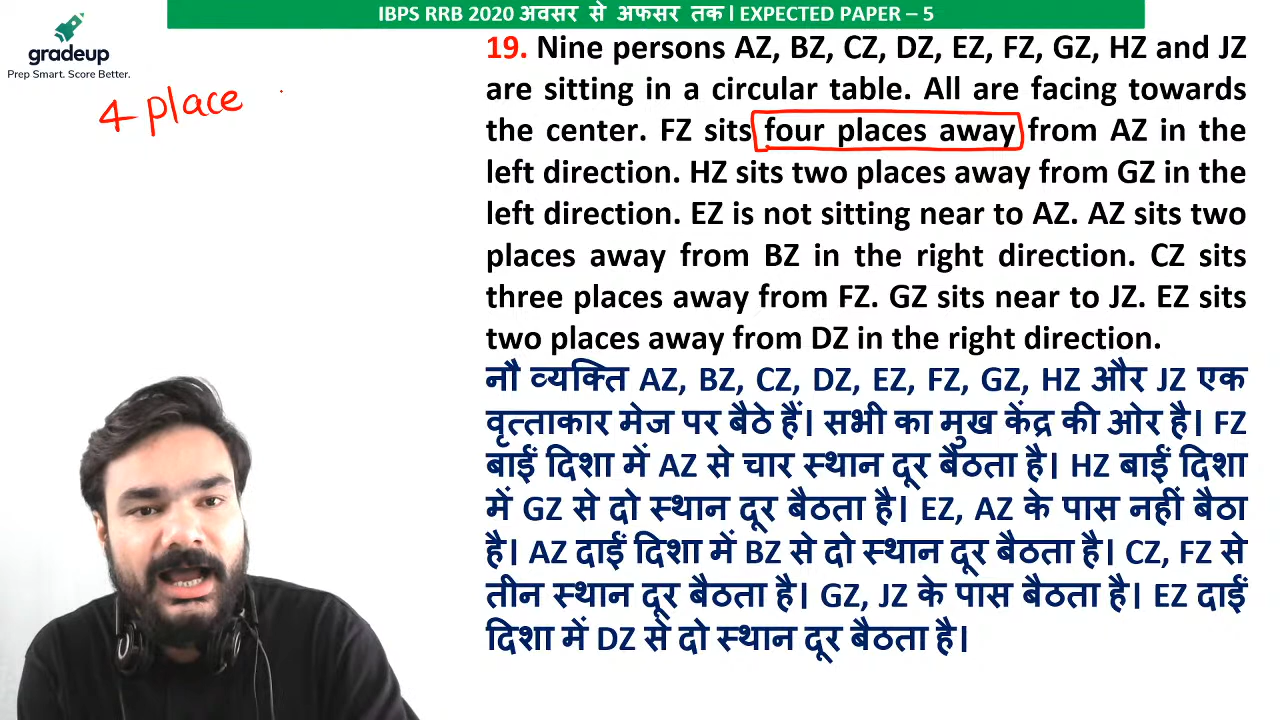 IBPS RRB 2020 अवसर से अफसर तक। EXPECTED PAPER – 5
gradeup
Prep Smart. Score Better.
4 place
19. Nine persons AZ, BZ, CZ, DZ, EZ, FZ, GZ, HZ and JZ
are sitting in a circular table. All are facing towards
the center. FZ sits four places away from AZ in the
left direction. HZ sits two places away from GZ in the
left direction. EZ is not sitting near to AZ. AZ sits two
places away from BZ in the right direction. CZ sits
three places away from FZ. GZ sits near to JZ. EZ sits
two places away from DZ in the right direction.
नौ व्यक्ति AZ, BZ, CZ, DZ, EZ, FZ, GZ, HZ और JZ एक
वृत्ताकार मेज पर बैठे हैं। सभी का मुख केंद्र की ओर है। FZ
बाईं दिशा में AZ से चार स्थान दूर बैठता है। HZ बाईं दिशा
में GZ से दो स्थान दूर बैठता है। EZ, AZ के पास नहीं बैठा
है। AZ दाईं दिशा में BZ से दो स्थान दूर बैठता है। CZ, FZ से
तीन स्थान दूर बैठता है। GZ, JZ के पास बैठता है। EZ दाईं
दिशा में DZ से दो स्थान दूर बैठता है।